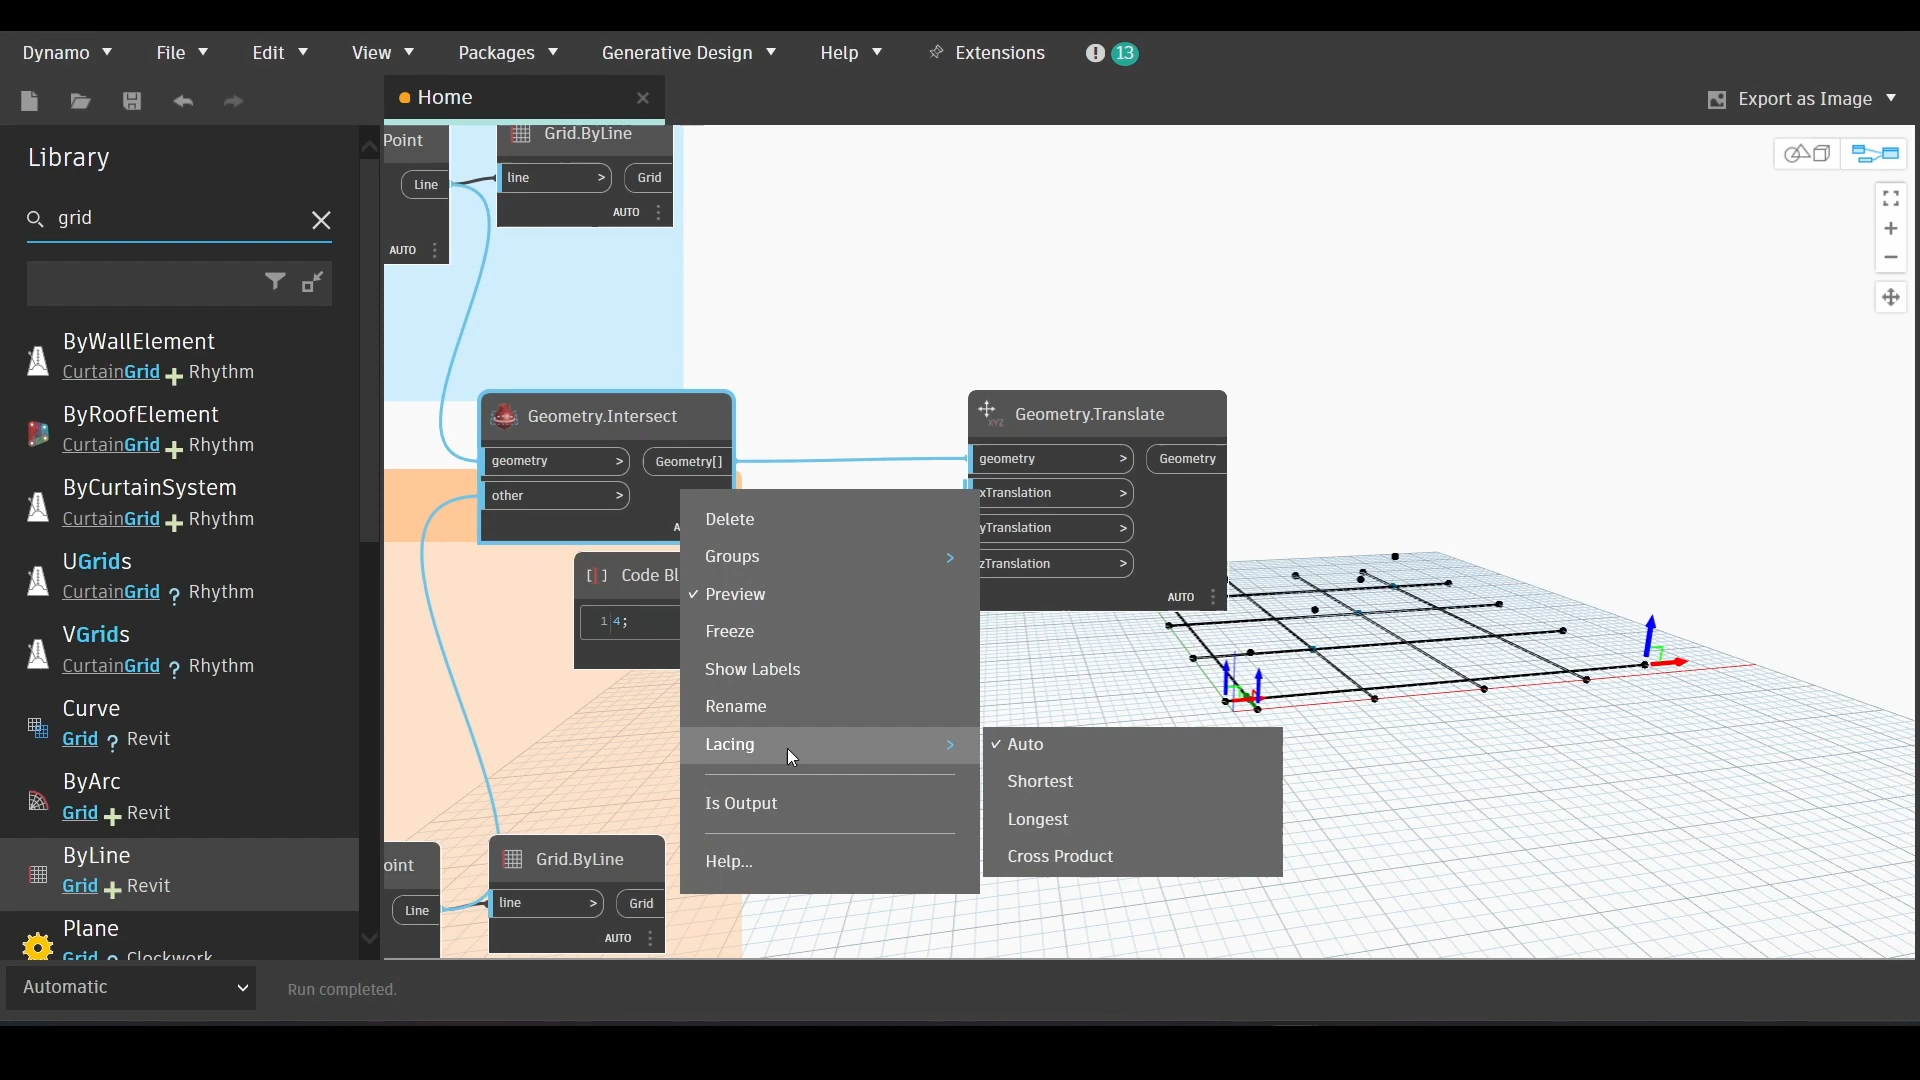 Dynamo File Edit View Packages Generative Design Help Extensions ! 13
Home
Export as Image
Library
grid
ByWallElement
CurtainGrid Rhythm
ByRoofElement
CurtainGrid Rhythm
ByCurtainSystem
CurtainGrid Rhythm
UGrids
CurtainGrid ? Rhythm
VGrids
CurtainGrid ? Rhythm
Curve
Grid ? Revit
ByArc
Grid Revit
ByLine
Grid Revit
Plane
Grid ? Clockwork
Automatic
Run completed.
Point
Line
AUTO
Grid.ByLine
line > Grid
AUTO
Geometry.Intersect
geometry > Geometry[]
other >
Geometry.Translate
geometry > Geometry
xTranslation >
yTranslation >
zTranslation >
AUTO
XYZ
Code Bl
1 4;
oint
Line
Grid.ByLine
line > Grid
AUTO
Delete
Groups
Preview
Freeze
Show Labels
Rename
Lacing
Is Output
Help...
Auto
Shortest
Longest
Cross Product